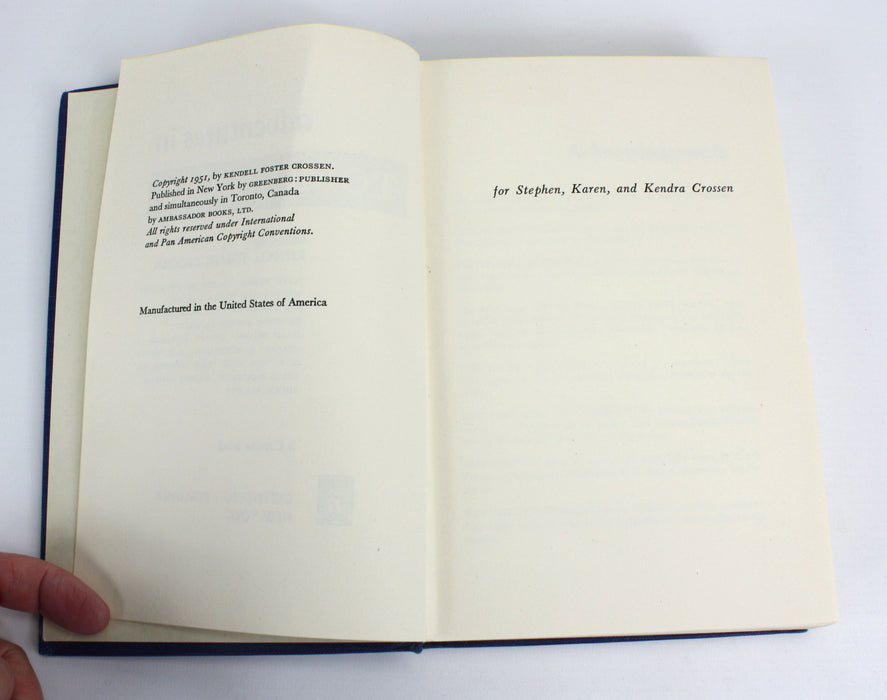 Copyright 1951, by KENDELL FOSTER CROSSEN.
Published in New York by GREENBERG: PUBLISHER
and simultaneously in Toronto, Canada
by AMBASSADOR BOOKS, LTD.
All rights reserved under International
and Pan American Copyright Conventions.
Manufactured in the United States of America
for Stephen, Karen, and Kendra Crossen